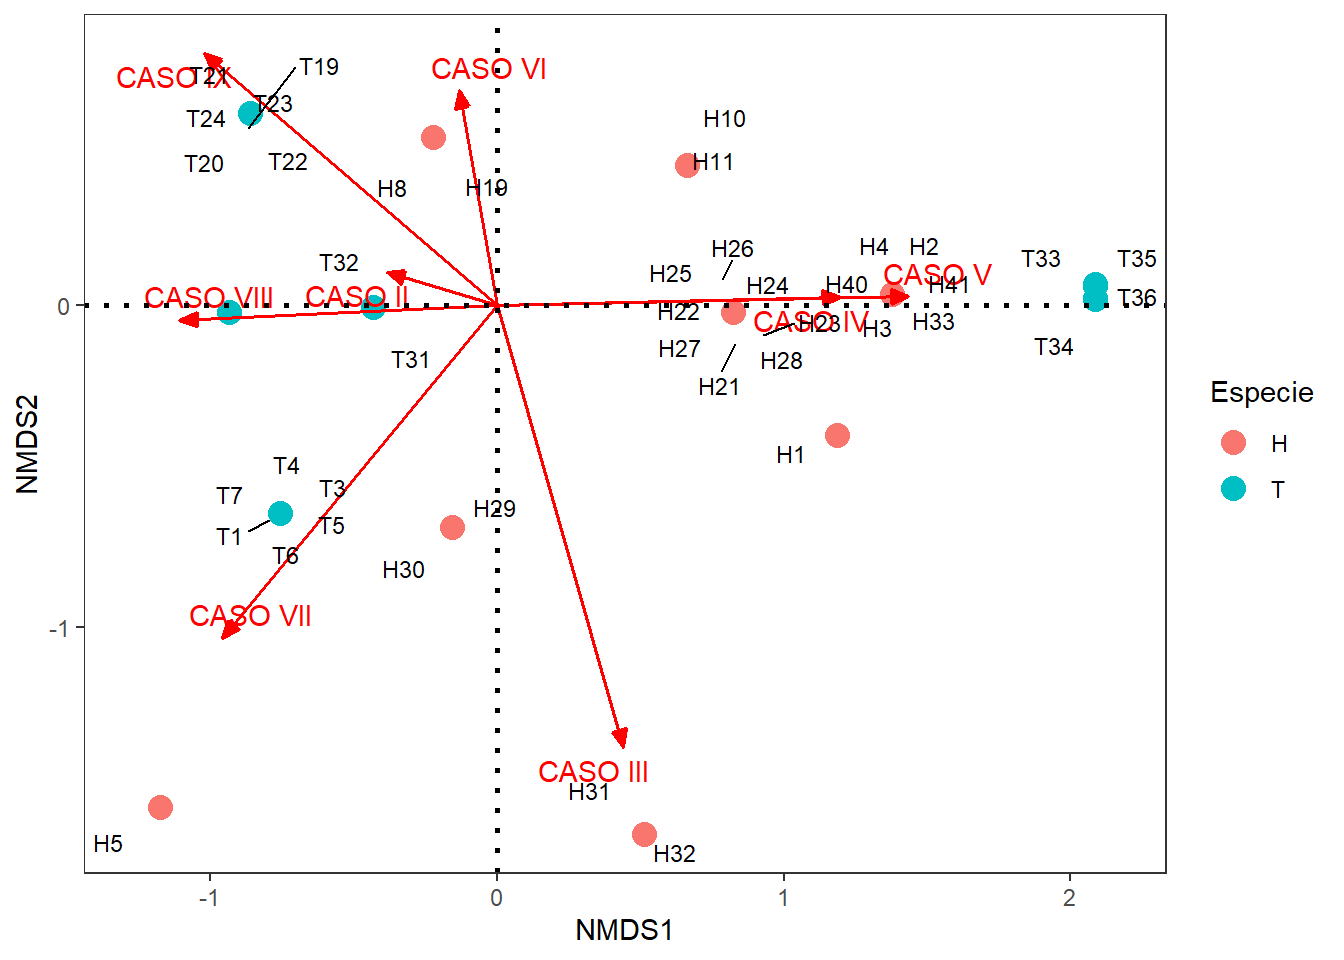 CASO VI
T19
CASO IX
T21
T23
T24
H10
T20
T22
H11
H8
H19
H26
H4
H2
T33
T35
T32
H25
H24
H40
CASO V
H41
CASO VIII
CASO II
T36
0
H22
CASO IV
H23
H3
H33
T31
H27
H28
T34
H21
Especie
H
T
NMDS2
H1
T4
T7
T3
H29
T1
T5
T6
H30
CASO VII
-1
CASO III
H31
H5
H32
-1
0
1
2
NMDS1